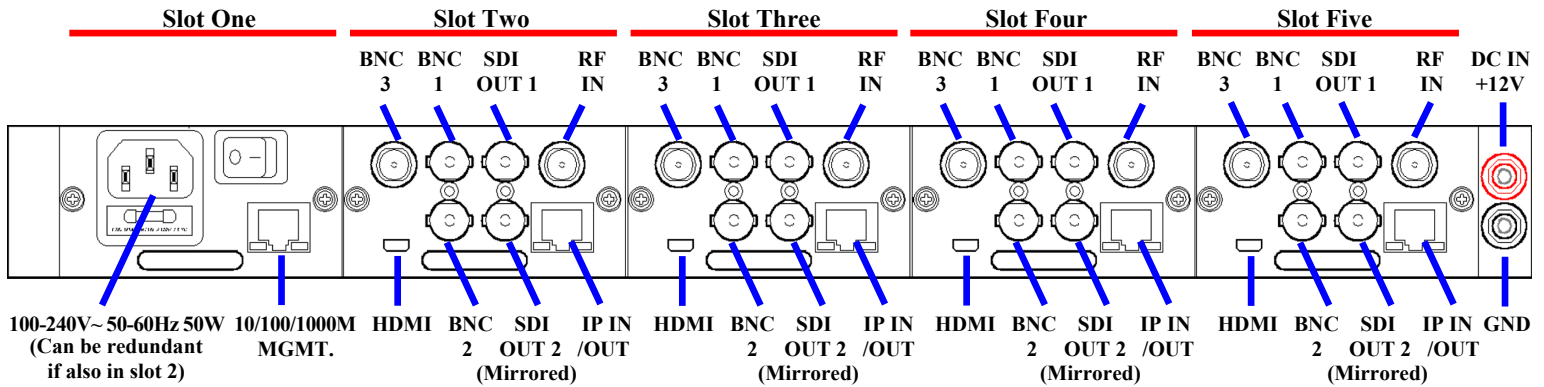 Slot One Slot Two Slot Three Slot Four Slot Five
BNC BNC SDI RF BNC BNC SDI RF BNC BNC SDI RF BNC BNC SDI RF DC IN
3 1 OUT 1 IN 3 1 OUT 1 IN 3 1 OUT 1 IN 3 1 OUT 1 IN +12V
100-240V~ 50-60Hz 50W 10/100/1000M HDMI BNC SDI IP IN HDMI BNC SDI IP IN HDMI BNC SDI IP IN HDMI BNC SDI IP IN GND
(Can be redundant MGMT. 2 OUT 2 /OUT 2 OUT 2 /OUT 2 OUT 2 /OUT 2 OUT 2 /OUT
if also in slot 2) (Mirrored) (Mirrored) (Mirrored) (Mirrored)